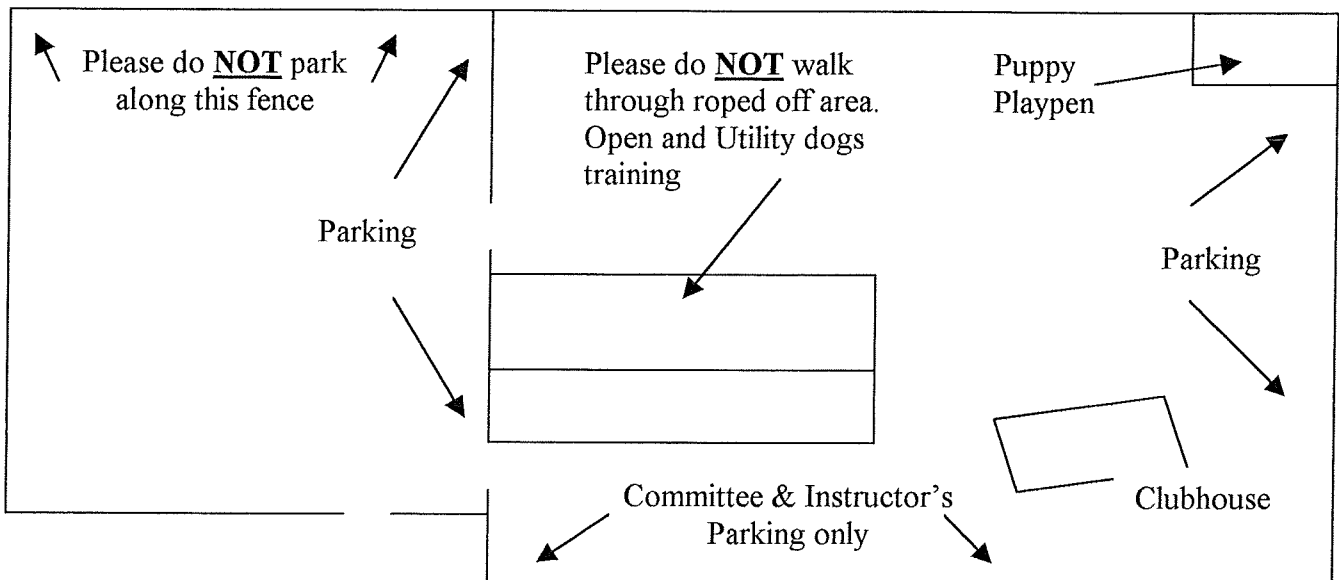 Please do NOT park
along this fence
Please do NOT walk
through roped off area.
Open and Utility dogs
training
Puppy
Playpen
Parking
Parking
Committee & Instructor's
Parking only
Clubhouse